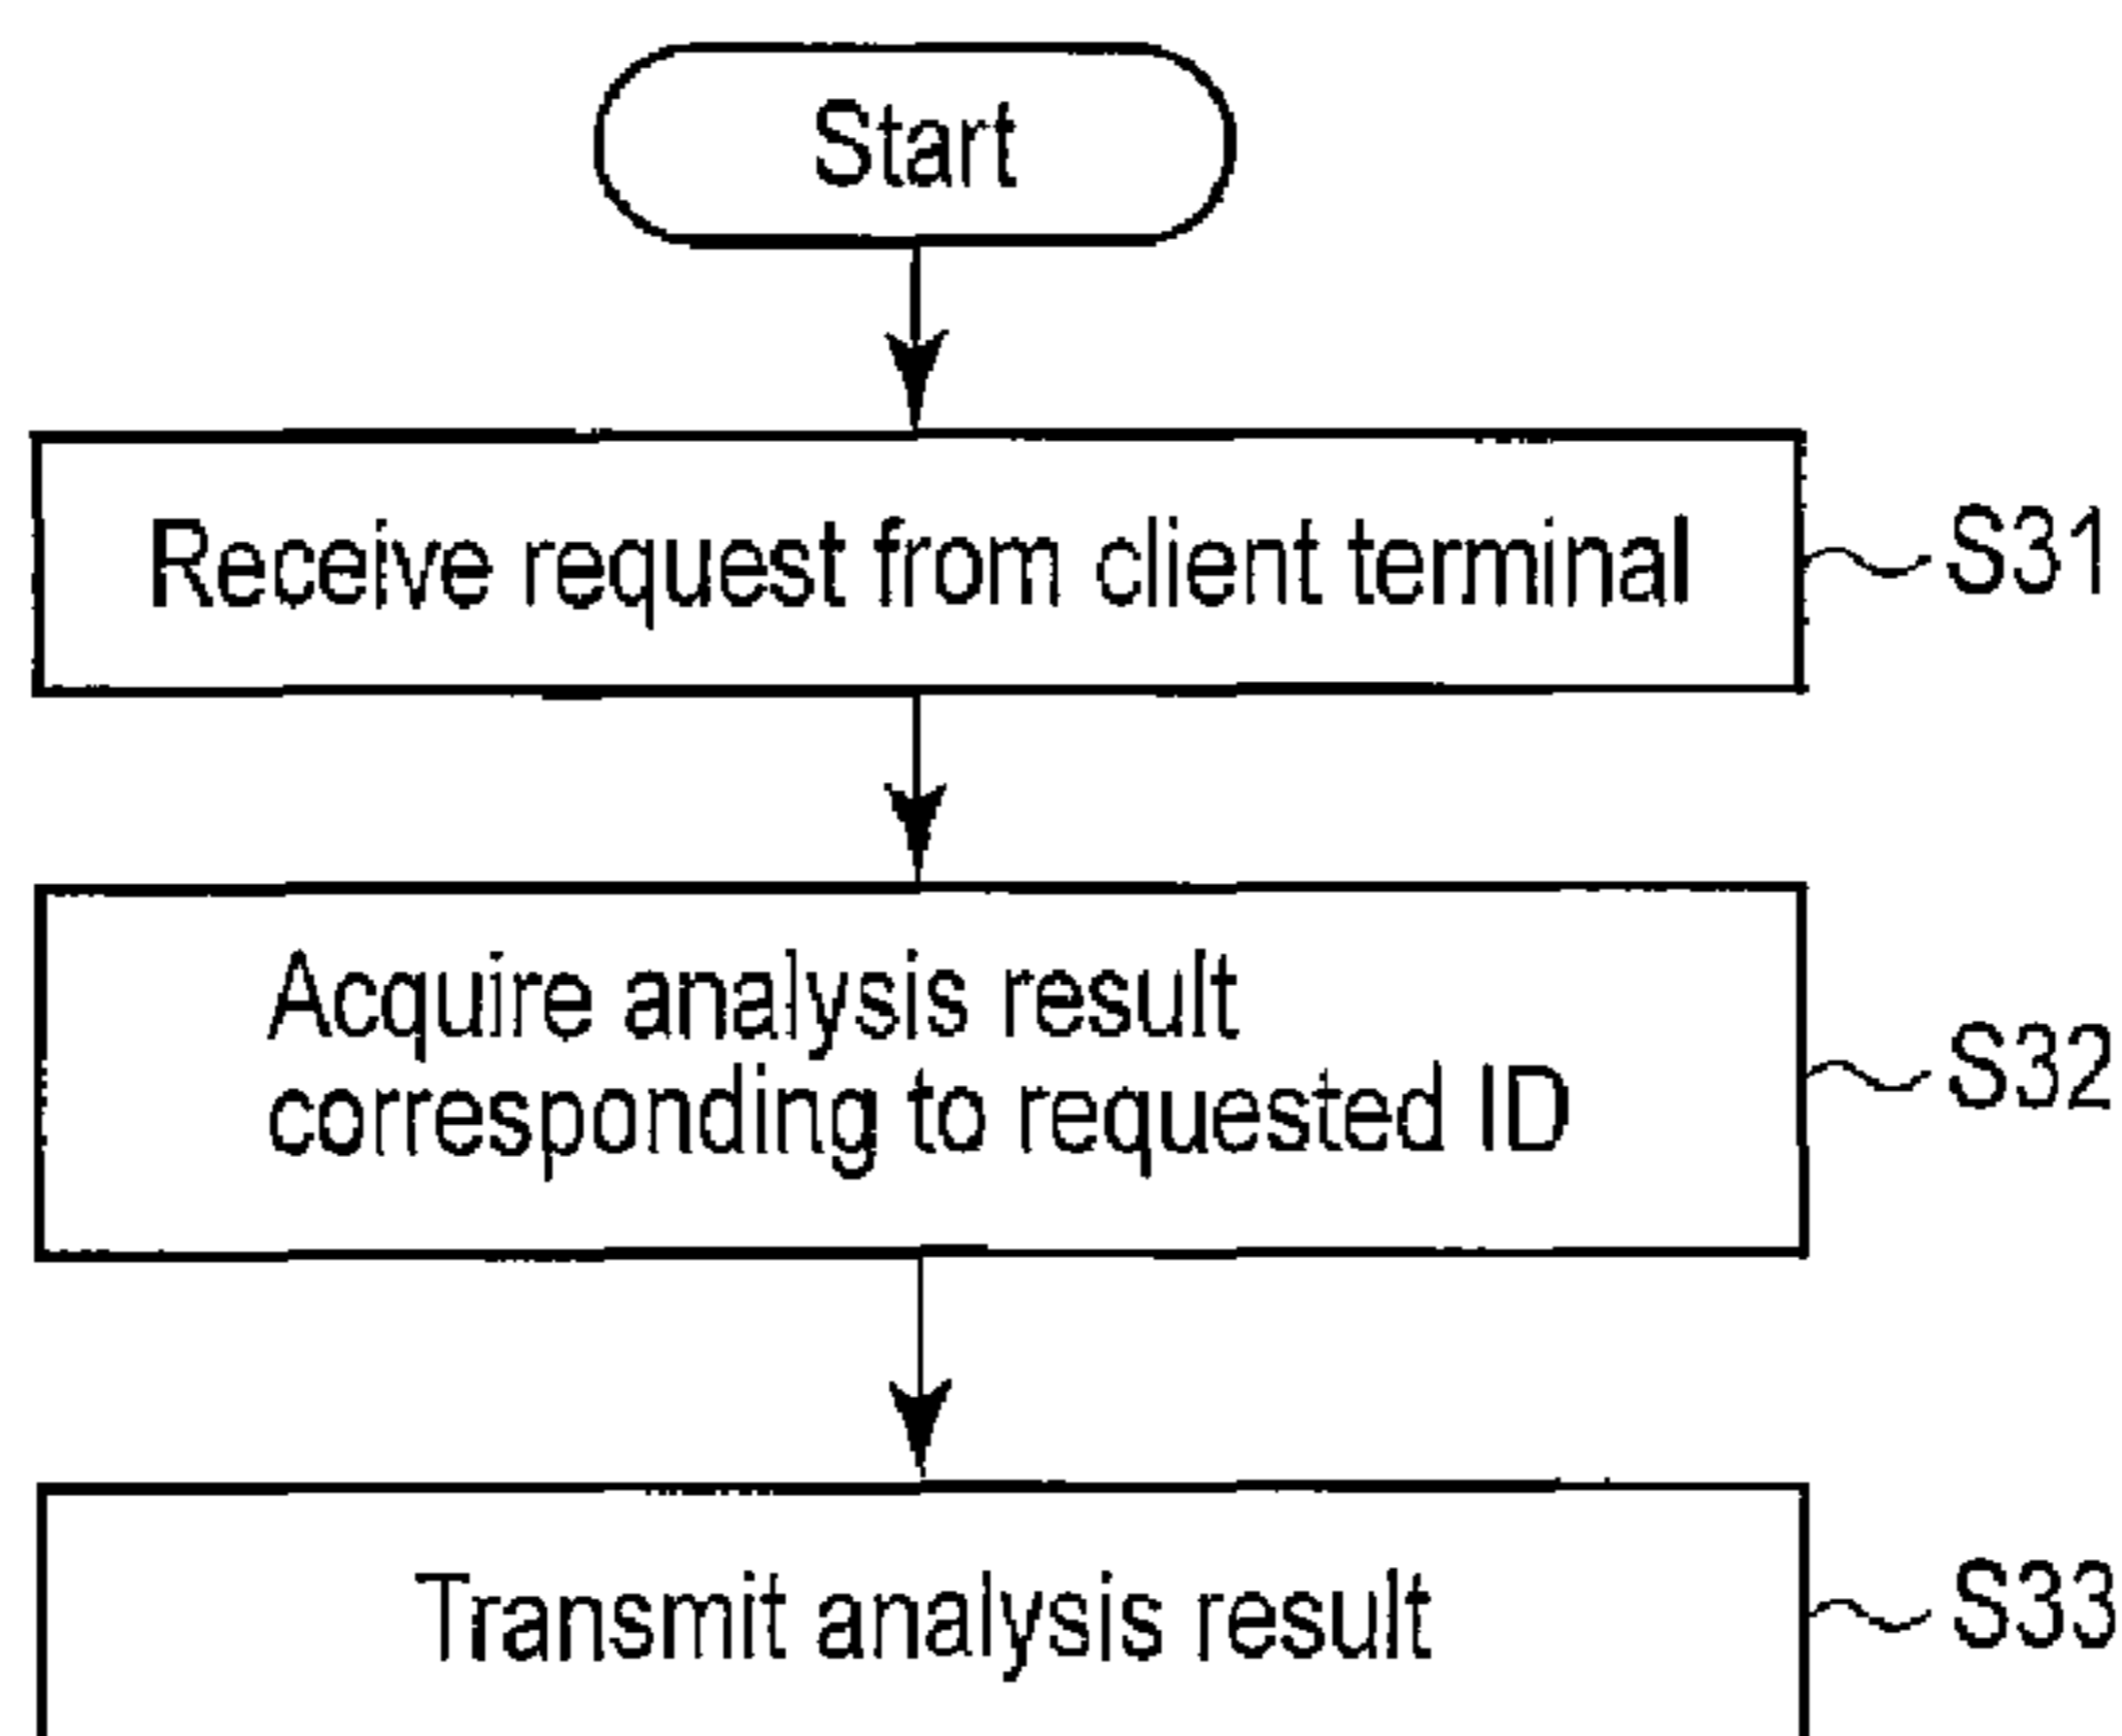 Start
Receive request from client terminal
S31
Acquire analysis result
corresponding to requested ID
S32
Transmit analysis result
S33